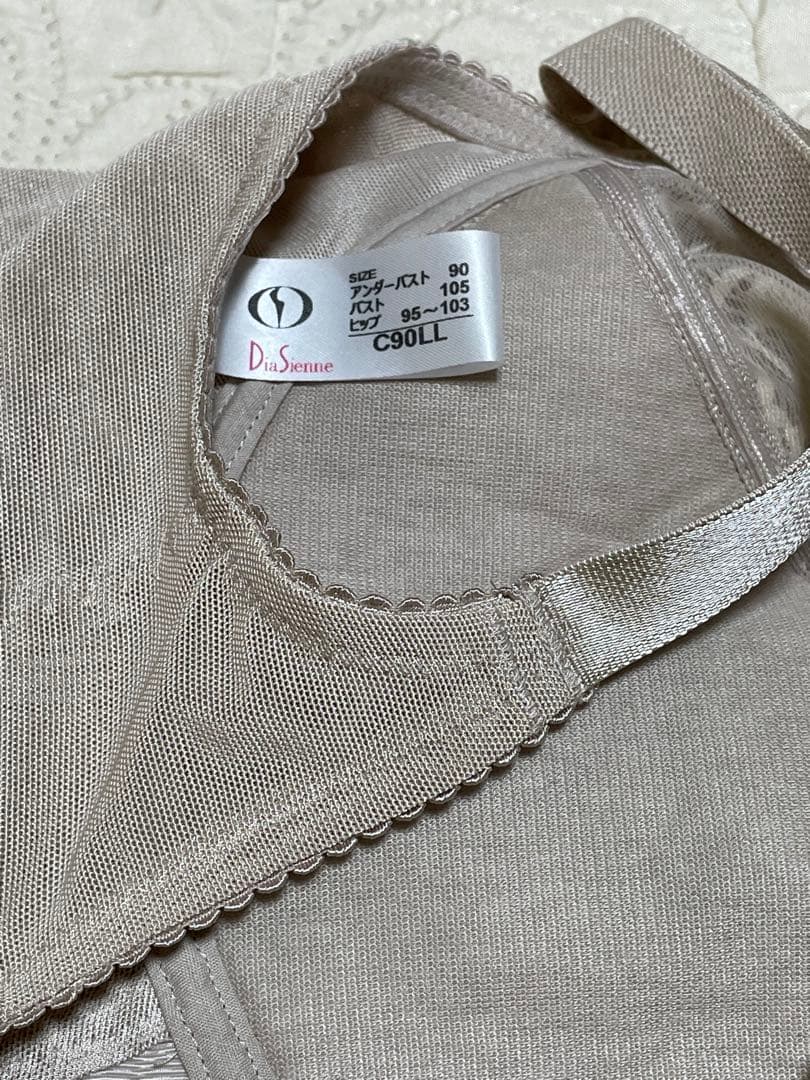 SIZE
アンダーバスト 90
バスト 105
ヒップ 95～103
C90LL
DiaSienne